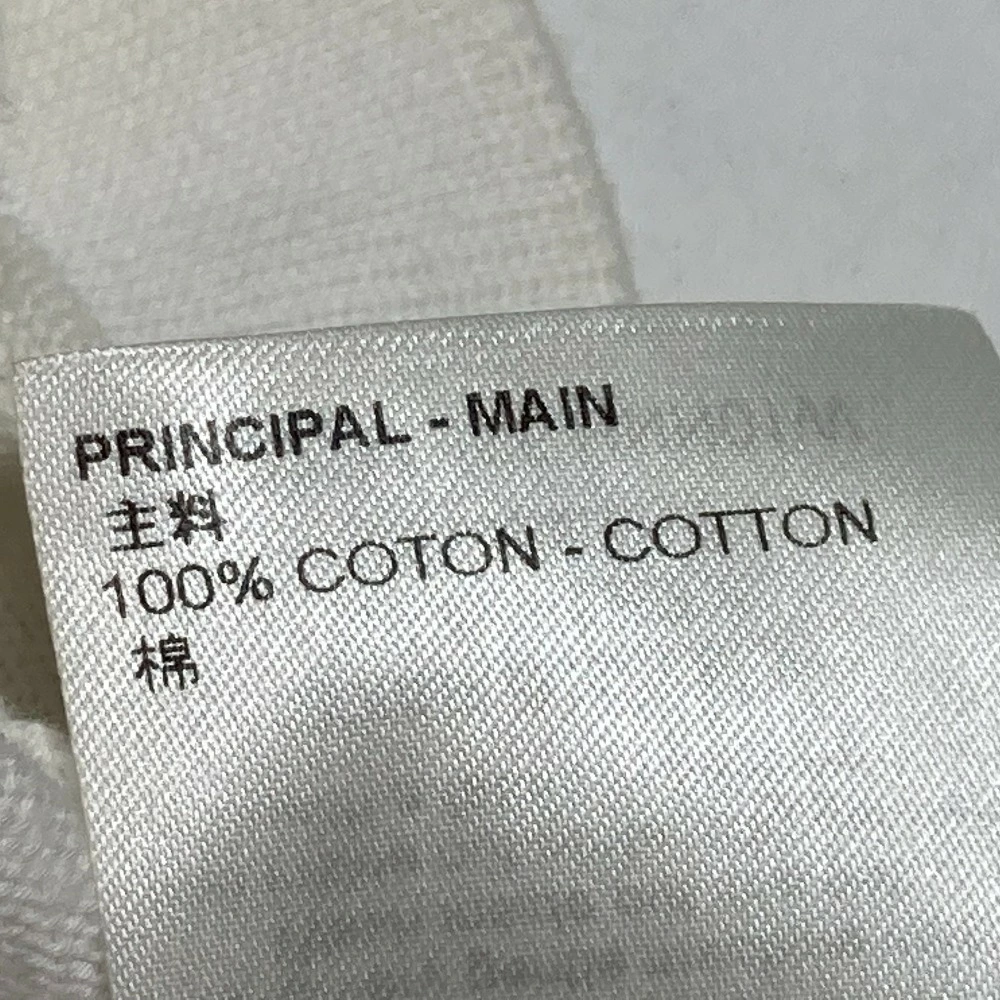 PRINCIPAL - MAIN
主料
100% COTON - COTTON
棉